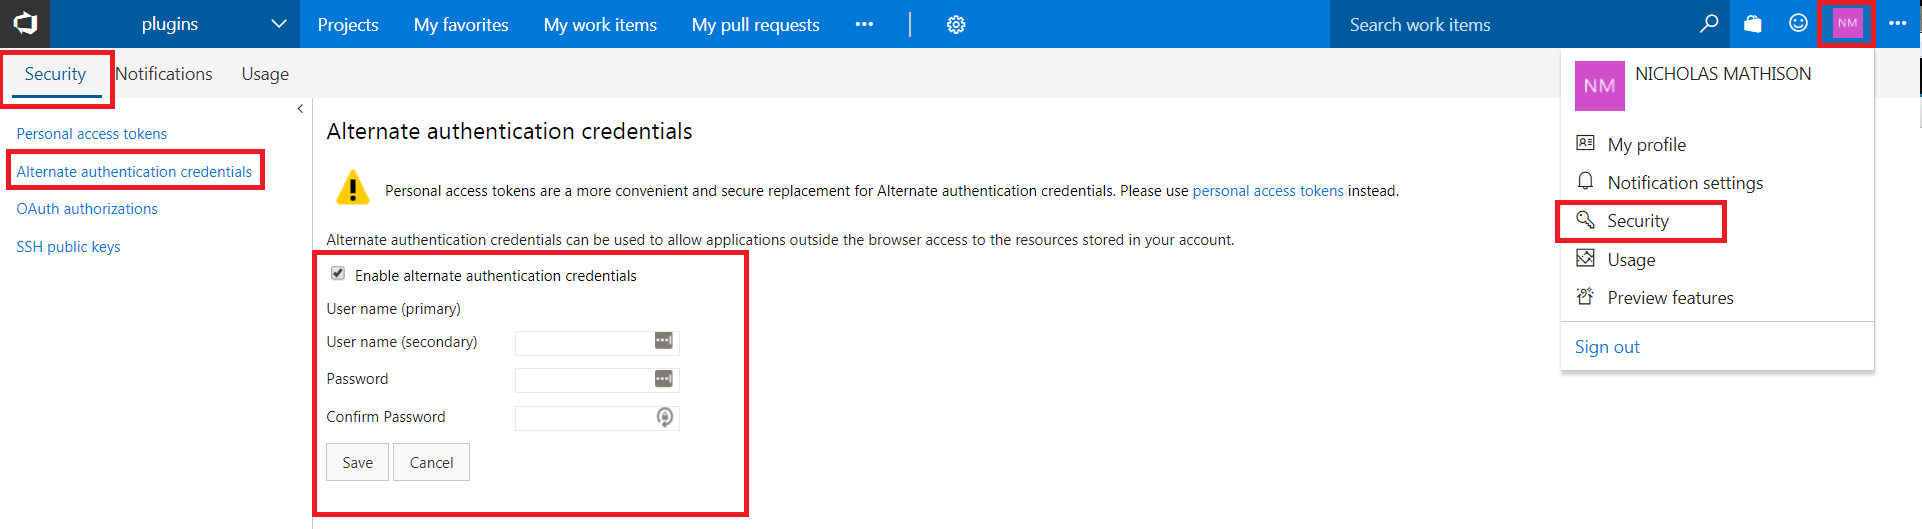 plugins
Projects
My favorites
My work items
My pull requests
Search work items
NM
Security
Notifications
Usage
Personal access tokens
Alternate authentication credentials
OAuth authorizations
SSH public keys
Alternate authentication credentials
Personal access tokens are a more convenient and secure replacement for Alternate authentication credentials. Please use personal access tokens instead.
Alternate authentication credentials can be used to allow applications outside the browser access to the resources stored in your account.
Enable alternate authentication credentials
User name (primary)
User name (secondary)
Password
Confirm Password
Save
Cancel
NM
NICHOLAS MATHISON
My profile
Notification settings
Security
Usage
Preview features
Sign out